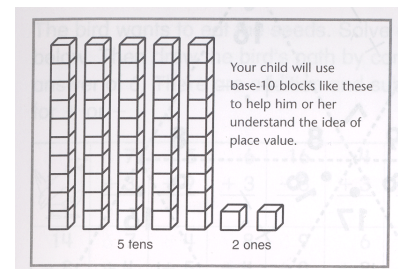 Your child will use
base-10 blocks like these
to help him or her
understand the idea of
place value.
5 tens
2 ones